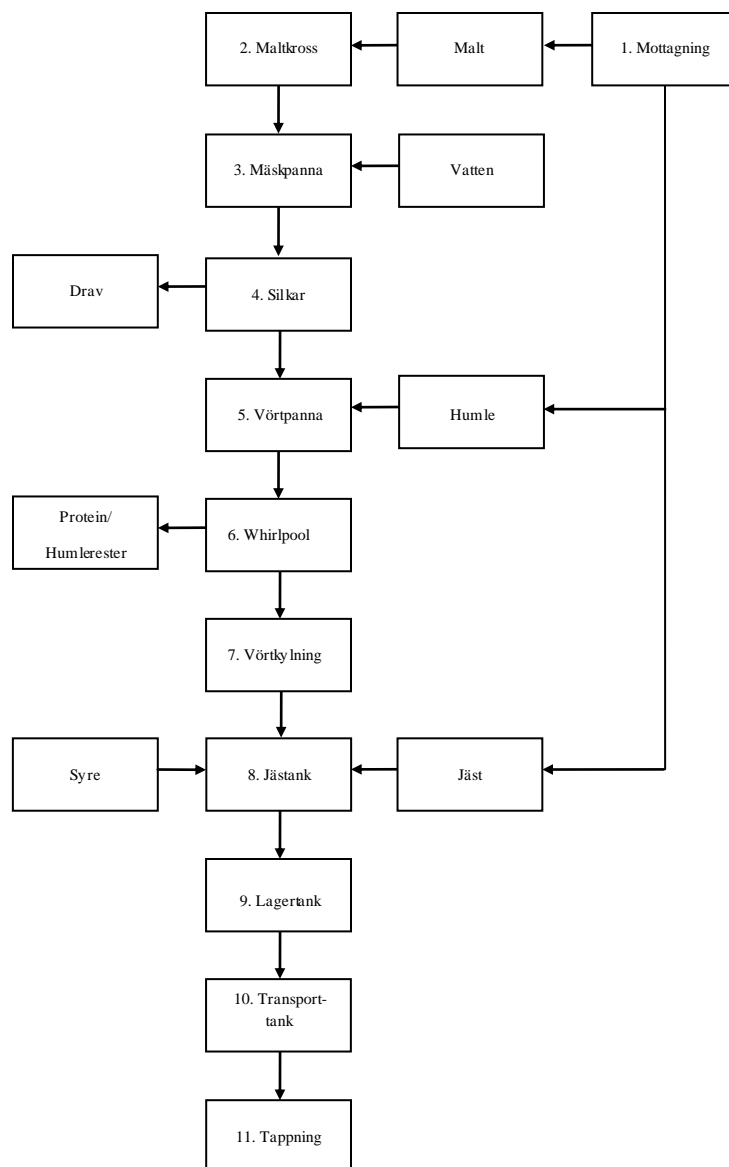 2. Maltkross
Malt
1. Mottagning
3. Mäskpanna
Vatten
Drav
4. Silkar
5. Vörtpanna
Humle
Protein/
Humlerester
6. Whirlpool
7. Vörtkylning
Syre
8. Jästank
Jäst
9. Lagertank
10. Transport-
tank
11. Tappning